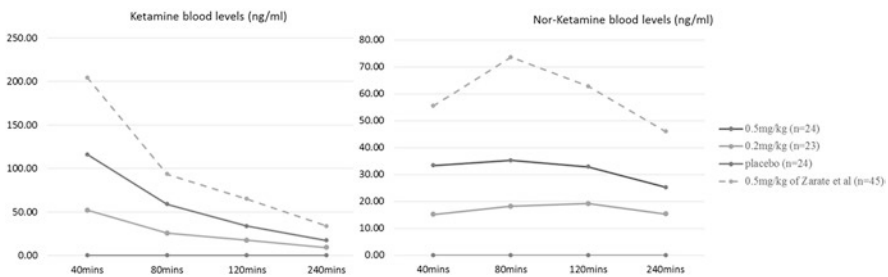 Ketamine blood levels (ng/ml)
250.00
200.00
150.00
100.00
50.00
0.00
40mins 80mins 120mins 240mins
Nor-Ketamine blood levels (ng/ml)
80.00
70.00
60.00
50.00
40.00
30.00
20.00
10.00
0.00
40mins 80mins 120mins 240mins
0.5mg/kg (n=24)
0.2mg/kg (n=23)
placebo (n=24)
0.5mg/kg of Zarate et al (n=45)